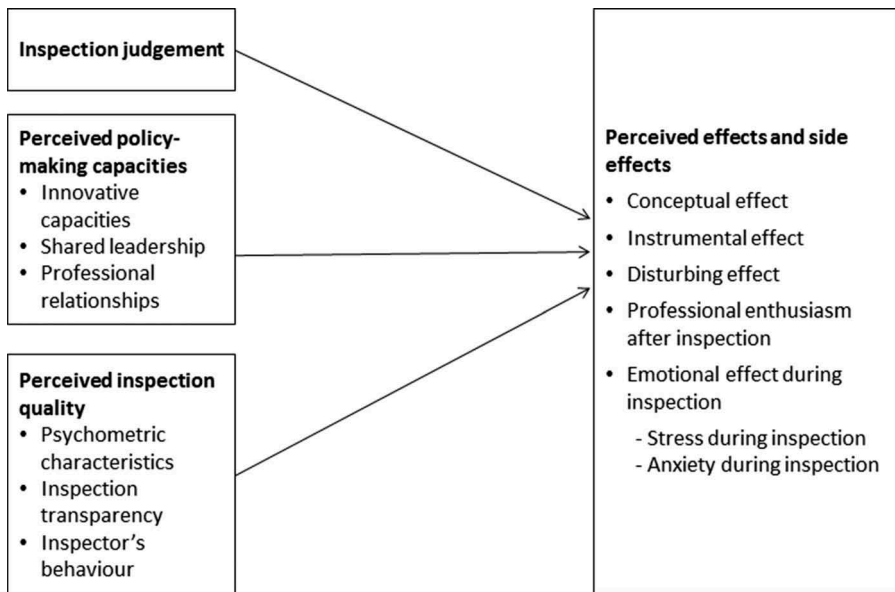 Inspection judgement
Perceived policy-
making capacities
• Innovative
capacities
• Shared leadership
• Professional
relationships
Perceived inspection
quality
• Psychometric
characteristics
• Inspection
transparency
• Inspector's
behaviour
Perceived effects and side
effects
• Conceptual effect
• Instrumental effect
• Disturbing effect
• Professional enthusiasm
after inspection
• Emotional effect during
inspection
- Stress during inspection
- Anxiety during inspection